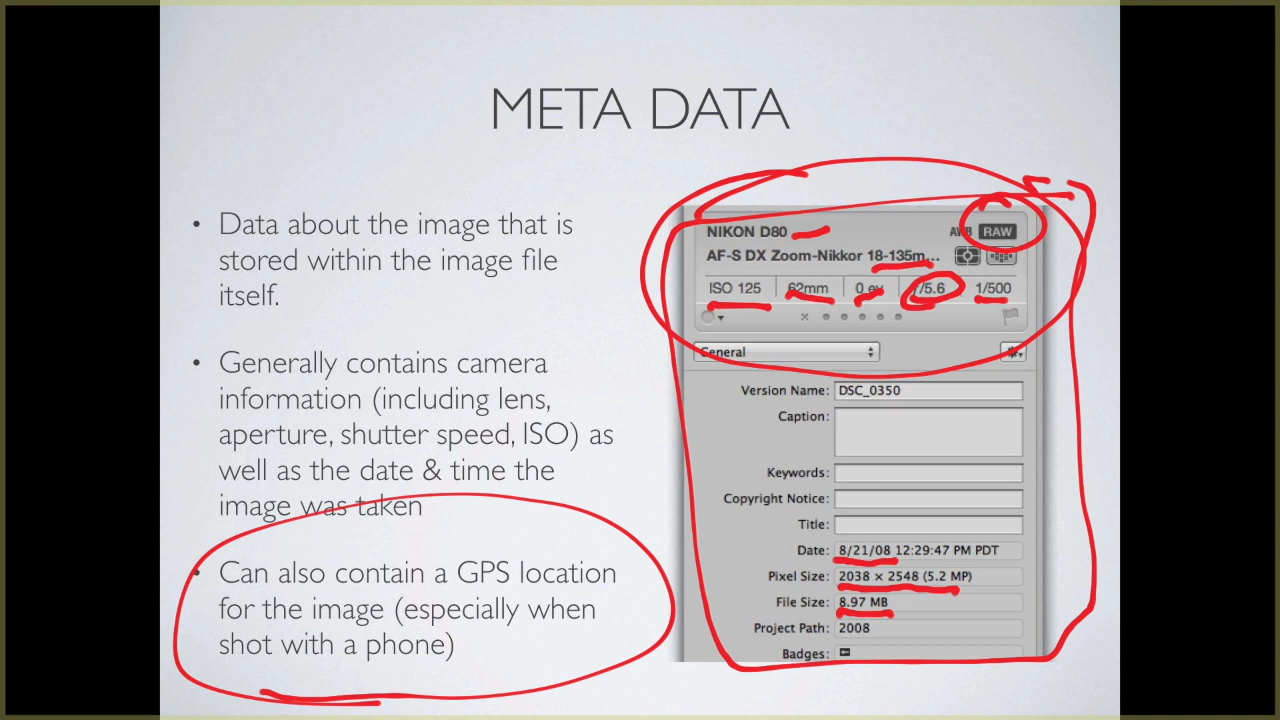 META DATA
• Data about the image that is
stored within the image file
itself.
• Generally contains camera
information (including lens,
aperture, shutter speed, ISO) as
well as the date & time the
image was taken
• Can also contain a GPS location
for the image (especially when
shot with a phone)
NIKON D80 AWB RAW
AF-S DX Zoom-Nikkor 18-135m...
ISO 125 62mm 0 ev /5.6 1/500
General
Version Name: DSC_0350
Caption:
Keywords:
Copyright Notice:
Title:
Date: 8/21/08 12:29:47 PM PDT
Pixel Size: 2038 × 2548 (5.2 MP)
File Size: 8.97 MB
Project Path: 2008
Badges: